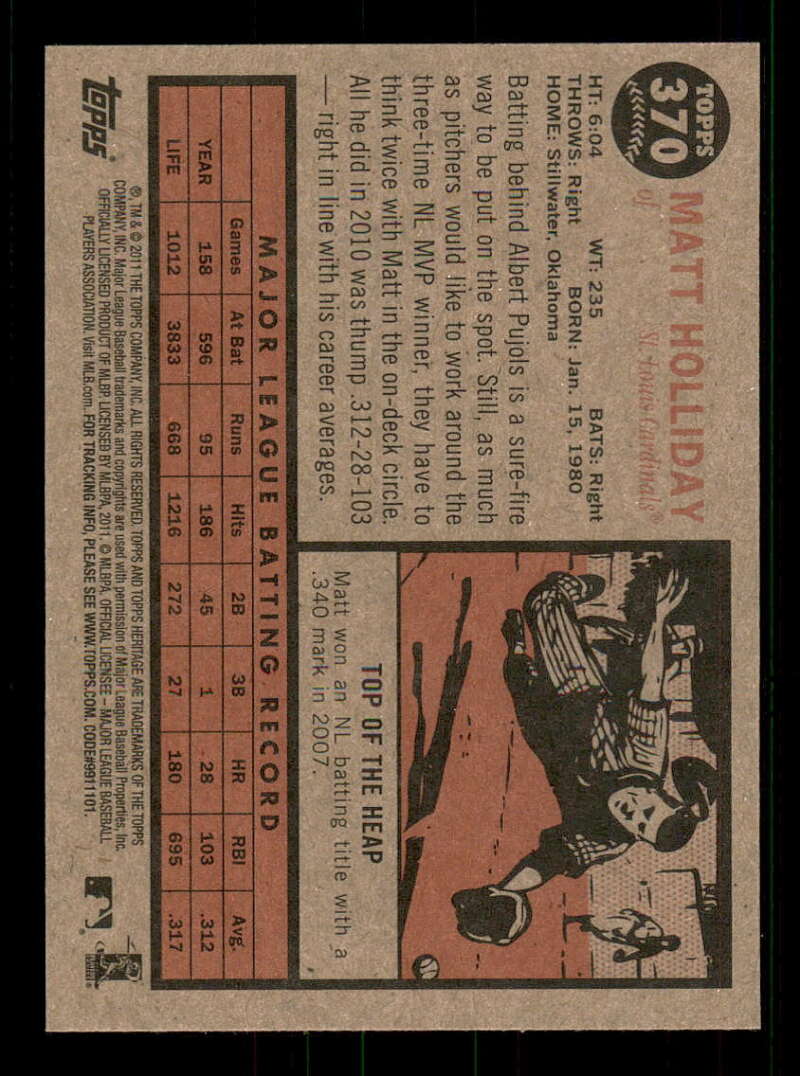 TOPPS
370
MATT HOLLIDAY
of St. Louis Cardinals®
HT: 6:04 WT: 235 BATS: Right
THROWS: Right BORN: Jan. 15, 1980
HOME: Stillwater, Oklahoma
Batting behind Albert Pujols is a sure-fire
way to be put on the spot. Still, as much
as pitchers would like to work around the
three-time NL MVP winner, they have to
think twice with Matt in the on-deck circle.
All he did in 2010 was thump .312-28-103
— right in line with his career averages.
TOP OF THE HEAP
Matt won an NL batting title with a
.340 mark in 2007.
MAJOR LEAGUE BATTING RECORD
Games At Bat Runs Hits 2B 3B HR RBI Avg.
YEAR 158 596 95 186 45 1 28 103 .312
LIFE 1012 3833 668 1216 272 27 180 695 .317
topps®
®, TM & © 2011 THE TOPPS COMPANY, INC. ALL RIGHTS RESERVED. TOPPS AND TOPPS HERITAGE ARE TRADEMARKS OF THE TOPPS
COMPANY, INC. Major League Baseball trademarks and copyrights are used with permission of Major League Baseball Properties, Inc.
OFFICIALLY LICENSED PRODUCT OF MLBP. LICENSED BY MLBPA, 2011, © MLBPA, OFFICIAL LICENSEE – MAJOR LEAGUE BASEBALL
PLAYERS ASSOCIATION. Visit MLB.com. FOR TRACKING INFO, PLEASE SEE WWW.TOPPS.COM. CODE#9911101.